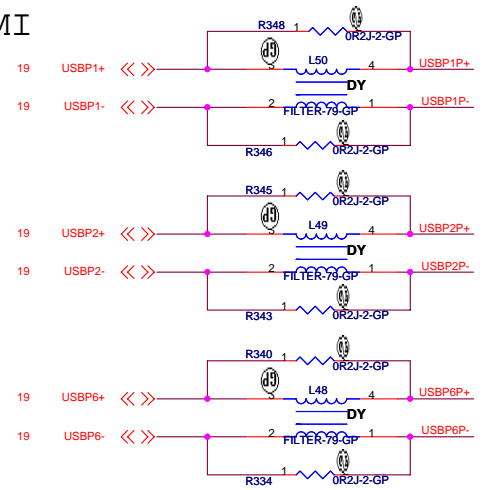 MI
R348 1 2 0R2J-2-GP
GP
19 USBP1+ 3 L50 4 USBP1P+
DY
19 USBP1- 2 FILTER-79-GP 1 USBP1P-
R346 1 0R2J-2-GP
R345 1 0R2J-2-GP
GP
19 USBP2+ 3 L49 4 USBP2P+
DY
19 USBP2- 2 FILTER-79-GP 1 USBP2P-
R343 1 0R2J-2-GP
R340 1 0R2J-2-GP
GP
19 USBP6+ 3 L48 4 USBP6P+
DY
19 USBP6- 2 FILTER-79-GP 1 USBP6P-
R334 1 0R2J-2-GP